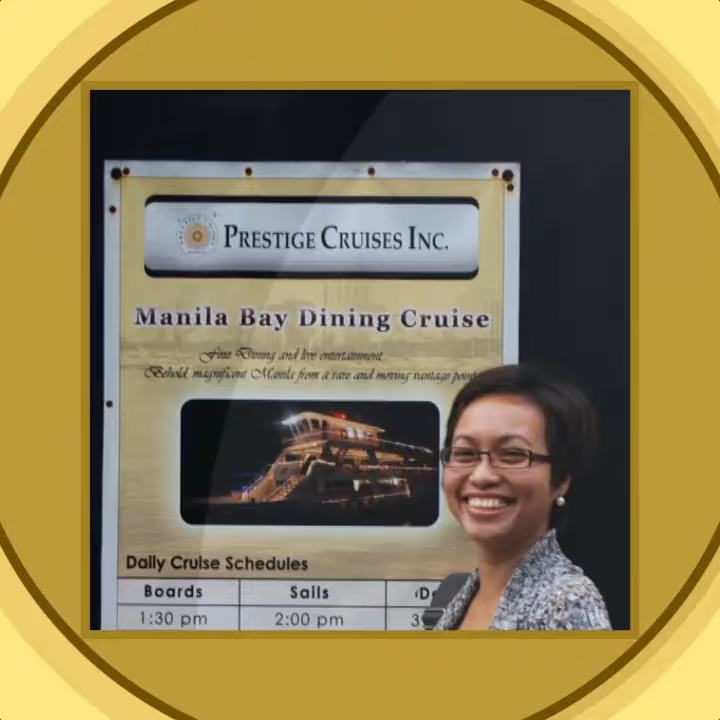 PRESTIGE CRUISES INC.
Manila Bay Dining Cruise
Fine Dining and live entertainment.
Behold, magnificent Manila from a rare and moving vantage point
Daily Cruise Schedules
Boards Sails
1:30 pm 2:00 pm